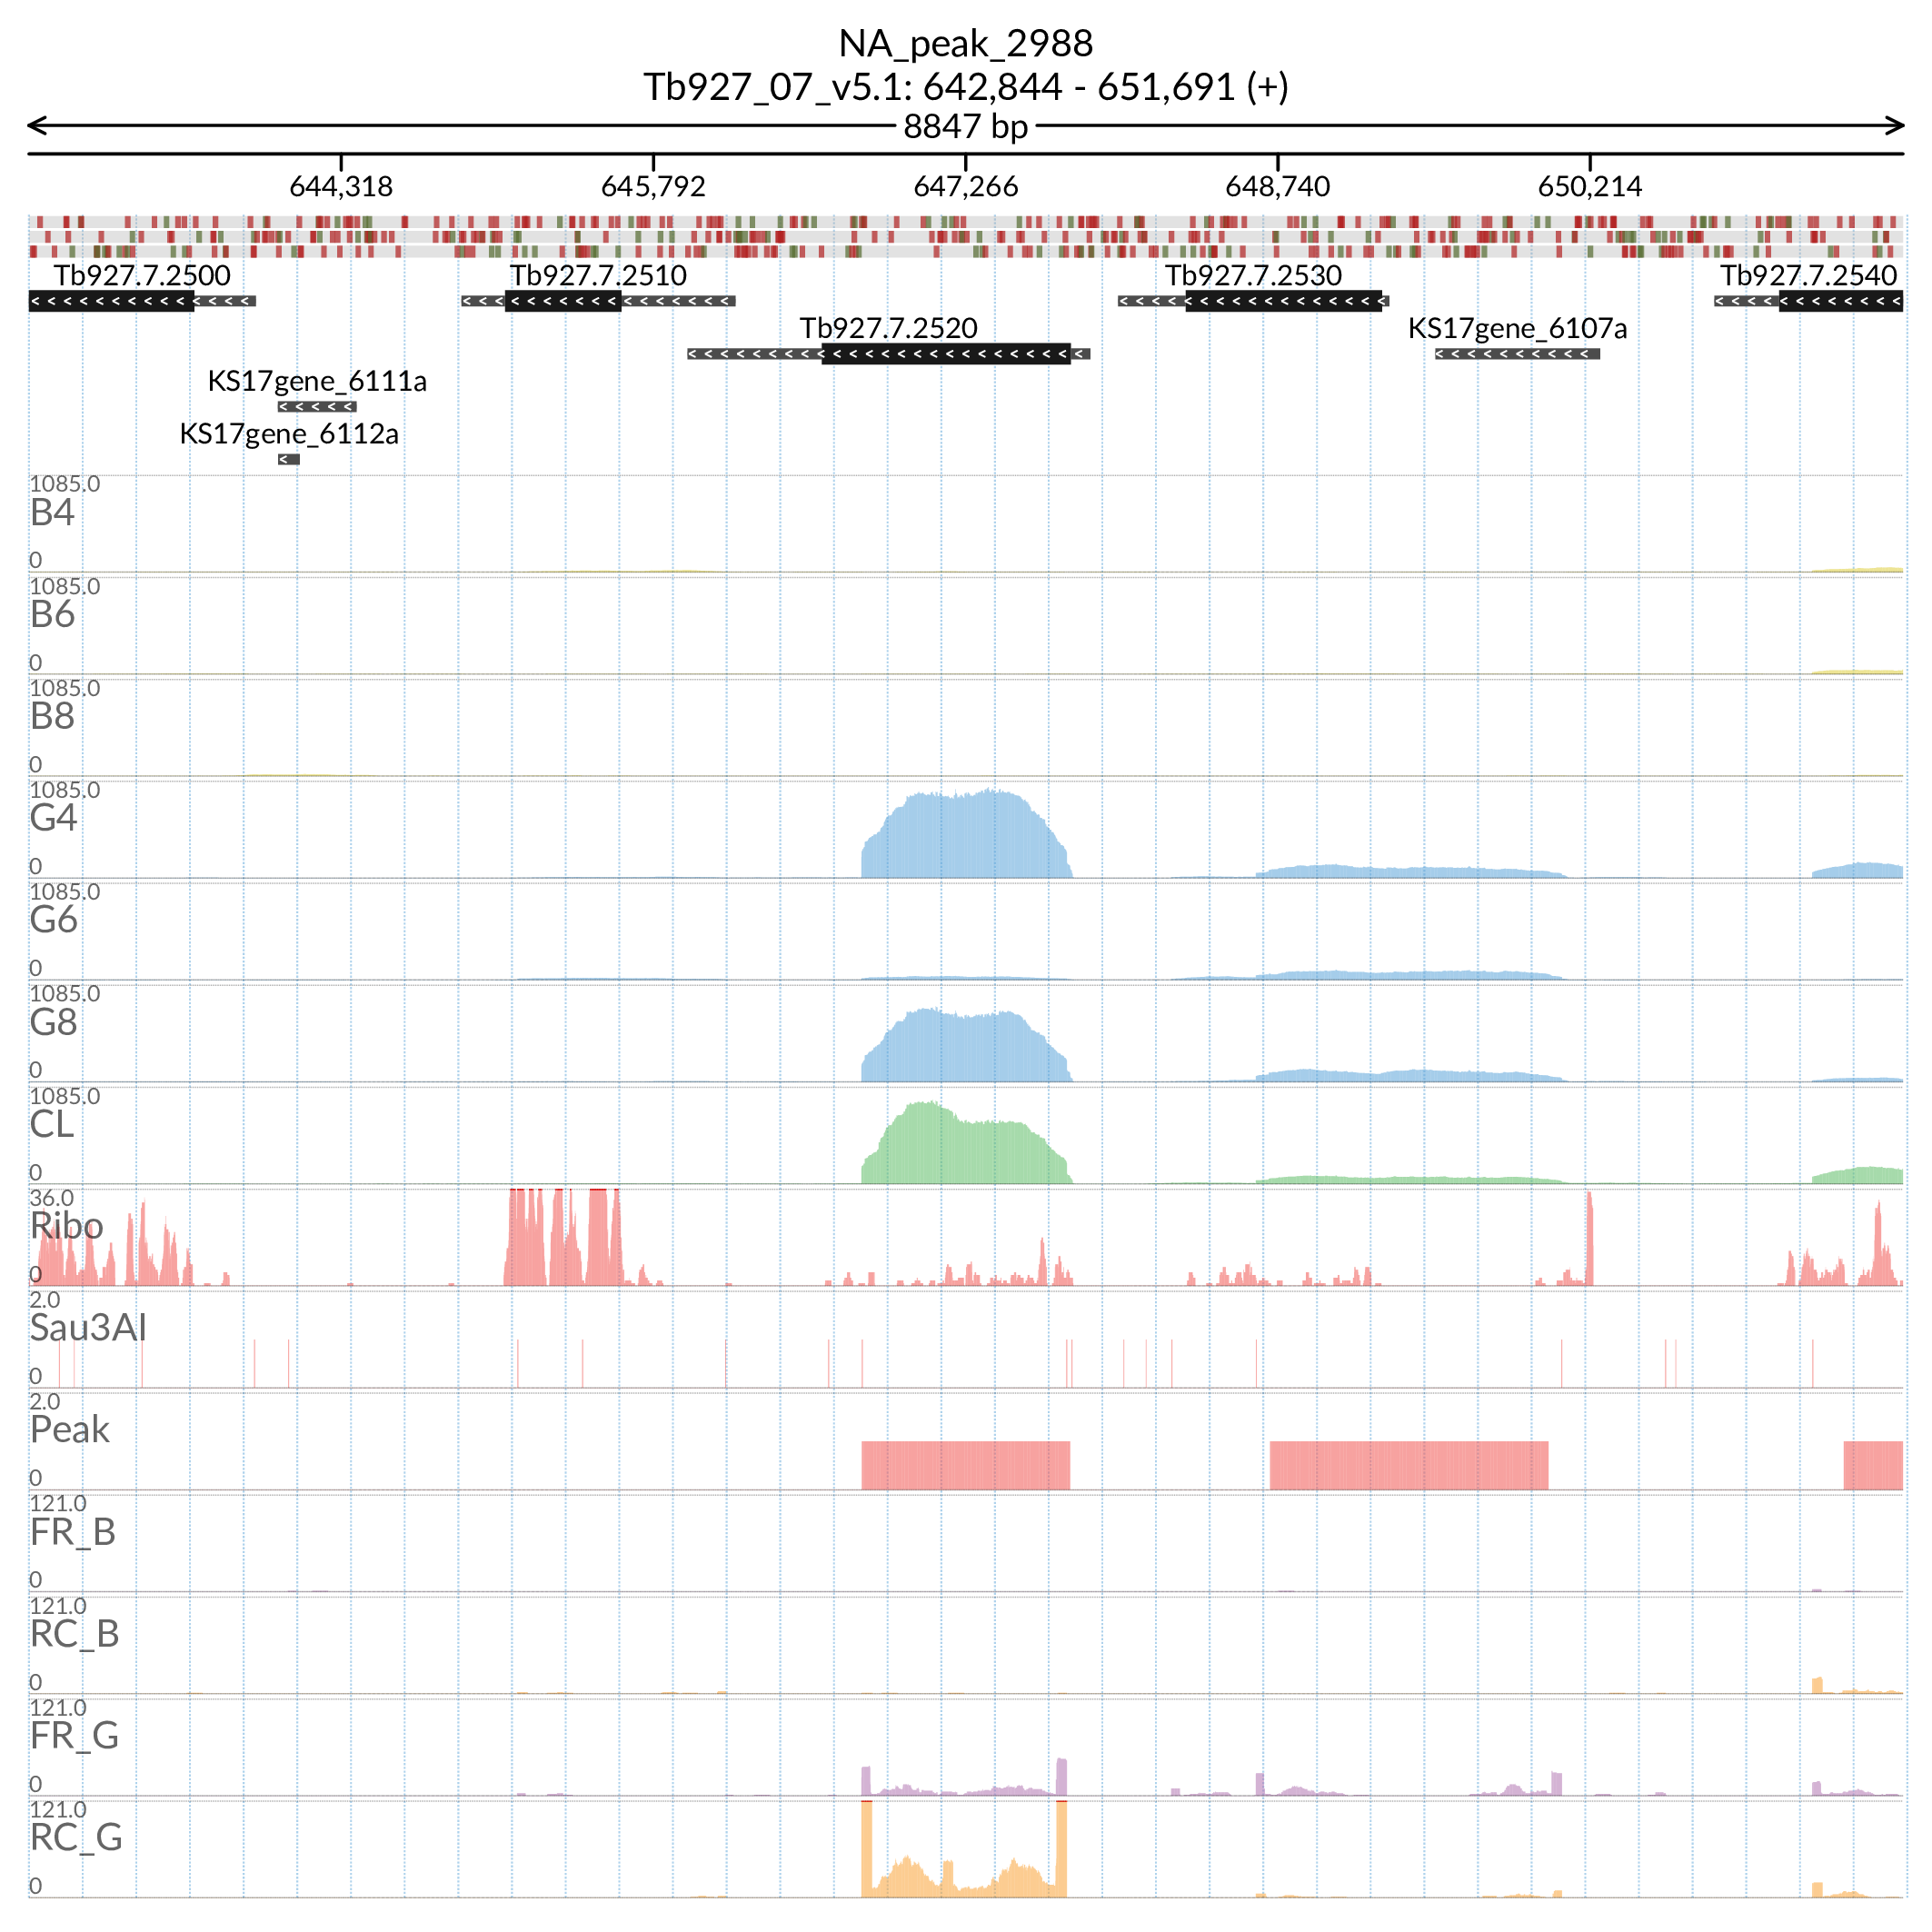 NA_peak_2988
Tb927_07_v5.1: 642,844 - 651,691 (+)
8847 bp
644,318 645,792 647,266 648,740 650,214
Tb927.7.2500 Tb927.7.2510 Tb927.7.2530 Tb927.7.2540
Tb927.7.2520 KS17gene_6107a
KS17gene_6111a
KS17gene_6112a
1085.0
B4
0
1085.0
B6
0
1085.0
B8
0
1085.0
G4
0
1085.0
G6
0
1085.0
G8
0
1085.0
CL
0
36.0
Ribo
0
2.0
Sau3AI
0
2.0
Peak
0
121.0
FR_B
0
121.0
RC_B
0
121.0
FR_G
0
121.0
RC_G
0